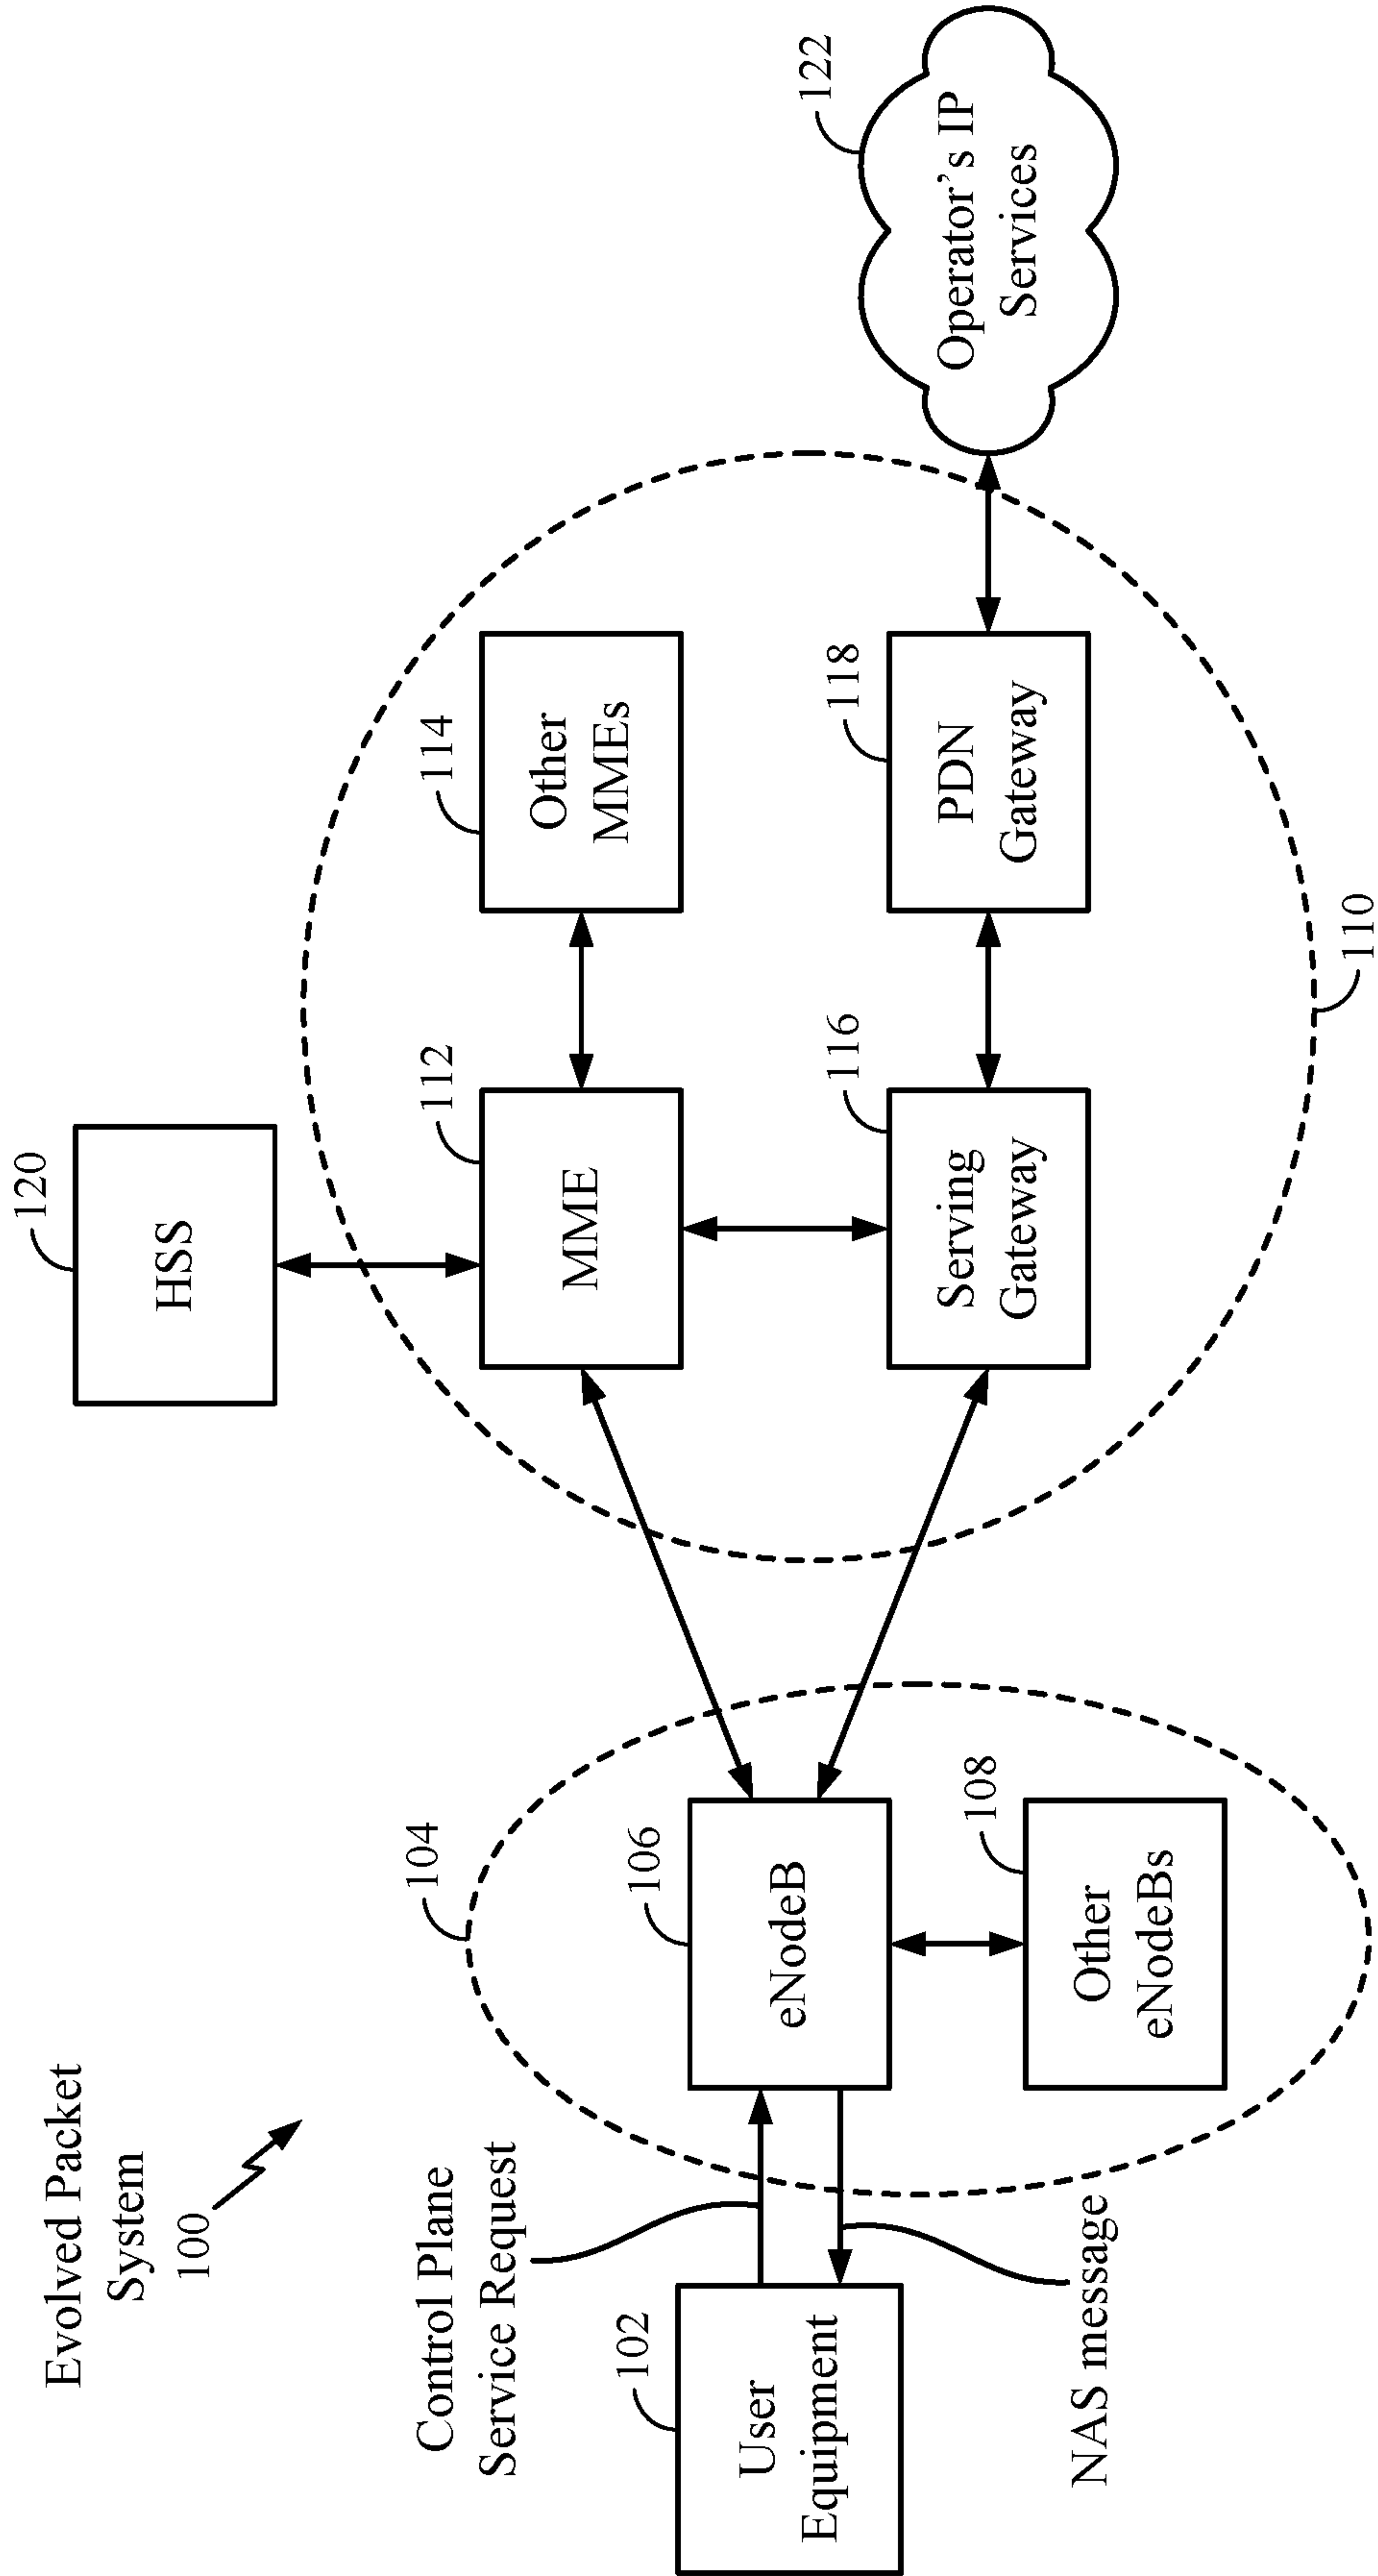 Evolved Packet
System
100
Control Plane
Service Request
102
User
Equipment
NAS message
104
106
eNodeB
108
Other
eNodeBs
120
HSS
112
MME
114
Other
MMEs
116
Serving
Gateway
118
PDN
Gateway
110
122
Operator's IP
Services